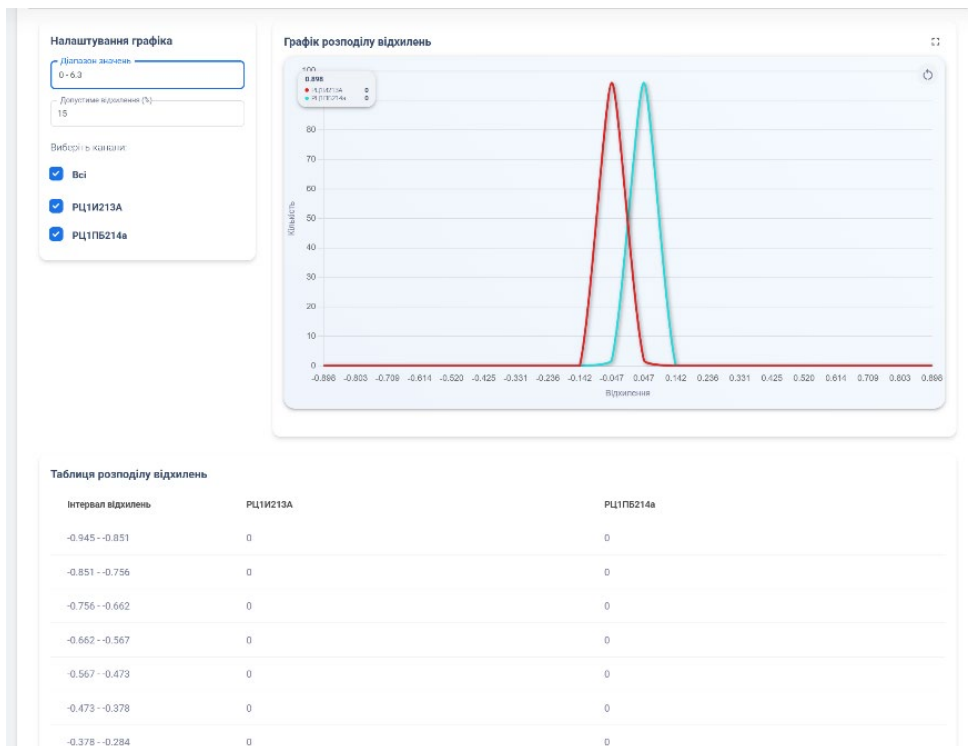 Налаштування графіка
Діапазон значень
0 - 6.3
Допустиме відхилення (%)
15
Виберіть канали:
Всі
РЦ1И213А
РЦ1ПБ214а
Графік розподілу відхилень
100
0.898
РЦ1И213А 0
РЦ1ПБ214а 0
80
70
60
50
40
30
20
10
0
Кількість
-0.898 -0.803 -0.709 -0.614 -0.520 -0.425 -0.331 -0.236 -0.142 -0.047 0.047 0.142 0.236 0.331 0.425 0.520 0.614 0.709 0.803 0.898
Відхилення
Таблиця розподілу відхилень
Інтервал відхилень РЦ1И213А РЦ1ПБ214а
-0.945 - -0.851 0 0
-0.851 - -0.756 0 0
-0.756 - -0.662 0 0
-0.662 - -0.567 0 0
-0.567 - -0.473 0 0
-0.473 - -0.378 0 0
-0.378 - -0.284 0 0